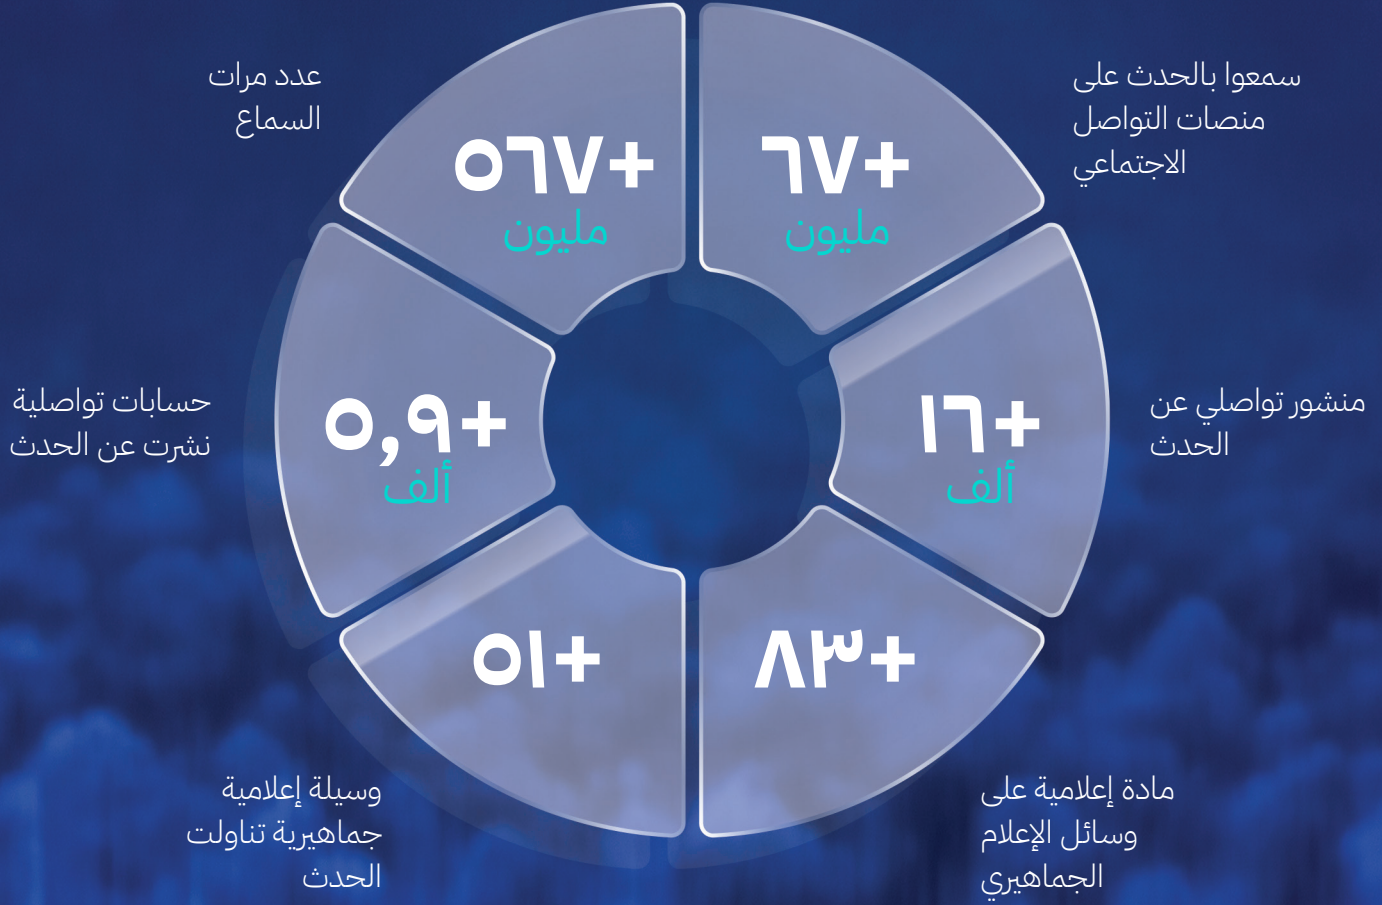 سمعوا بالحدث على
منصات التواصل
الاجتماعي
+٦٧
مليون
عدد مرات
السماع
+٥٦٧
مليون
منشور تواصلي عن
الحدث
+١٦
ألف
حسابات تواصلية
نشرت عن الحدث
+٥,٩
ألف
مادة إعلامية على
وسائل الإعلام
الجماهيري
+٨٣
وسيلة إعلامية
جماهيرية تناولت
الحدث
+٥١